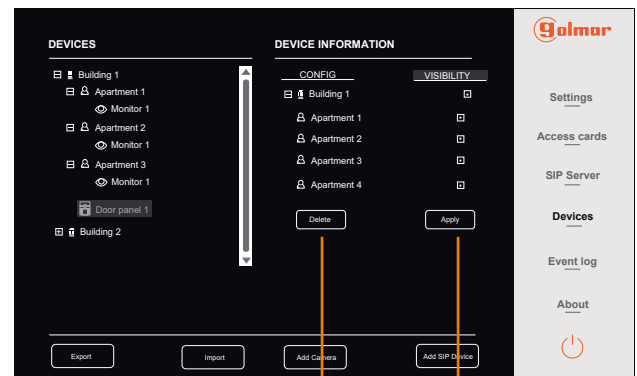 golmar
DEVICES
DEVICE INFORMATION
CONFIG
VISIBILITY
Building 1
Apartment 1
Monitor 1
Apartment 2
Monitor 1
Apartment 3
Monitor 1
Door panel 1
Building 2
Building 1
Apartment 1
Apartment 2
Apartment 3
Apartment 4
Delete
Apply
Export
Import
Add Camera
Add SIP Device
Settings
Access cards
SIP Server
Devices
Event log
About